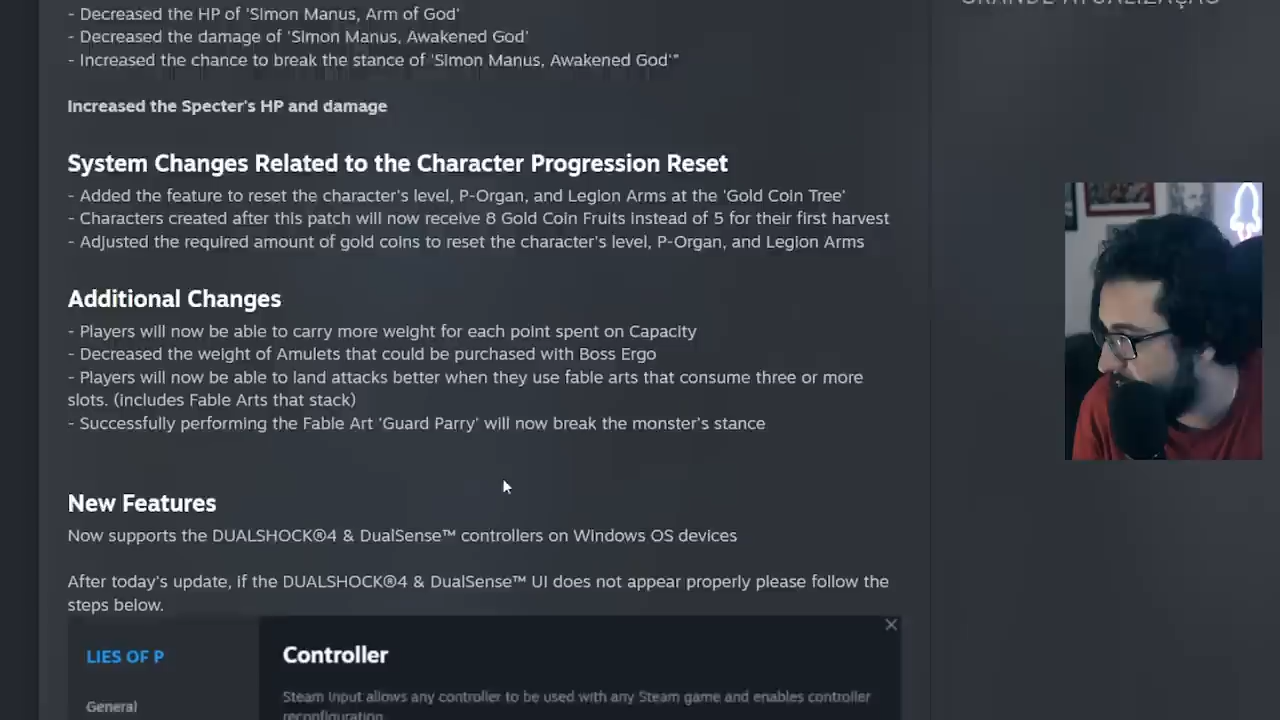 GRANDE ATUALIZAÇÃO
- Decreased the HP of 'Simon Manus, Arm of God'
- Decreased the damage of 'Simon Manus, Awakened God'
- Increased the chance to break the stance of 'Simon Manus, Awakened God'"
Increased the Specter's HP and damage
System Changes Related to the Character Progression Reset
- Added the feature to reset the character's level, P-Organ, and Legion Arms at the 'Gold Coin Tree'
- Characters created after this patch will now receive 8 Gold Coin Fruits instead of 5 for their first harvest
- Adjusted the required amount of gold coins to reset the character's level, P-Organ, and Legion Arms
Additional Changes
- Players will now be able to carry more weight for each point spent on Capacity
- Decreased the weight of Amulets that could be purchased with Boss Ergo
- Players will now be able to land attacks better when they use fable arts that consume three or more
slots. (includes Fable Arts that stack)
- Successfully performing the Fable Art 'Guard Parry' will now break the monster's stance
New Features
Now supports the DUALSHOCK®4 & DualSense™ controllers on Windows OS devices
After today's update, if the DUALSHOCK®4 & DualSense™ UI does not appear properly please follow the
steps below.
LIES OF P
General
Controller
Steam Input allows any controller to be used with any Steam game and enables controller
reconfiguration